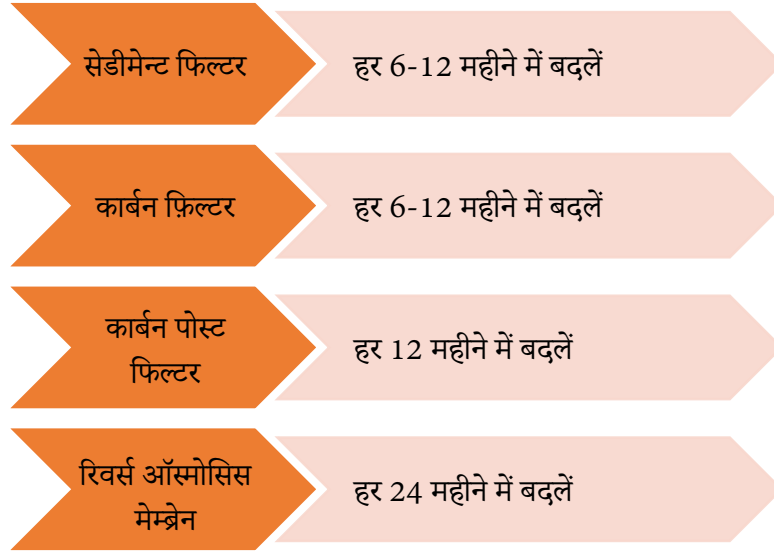 सेडीमेन्ट फिल्टर
हर 6-12 महीने में बदलें
कार्बन फ़िल्टर
हर 6-12 महीने में बदलें
कार्बन पोस्ट
फिल्टर
हर 12 महीने में बदलें
रिवर्स ऑस्मोसिस
मेम्ब्रेन
हर 24 महीने में बदलें